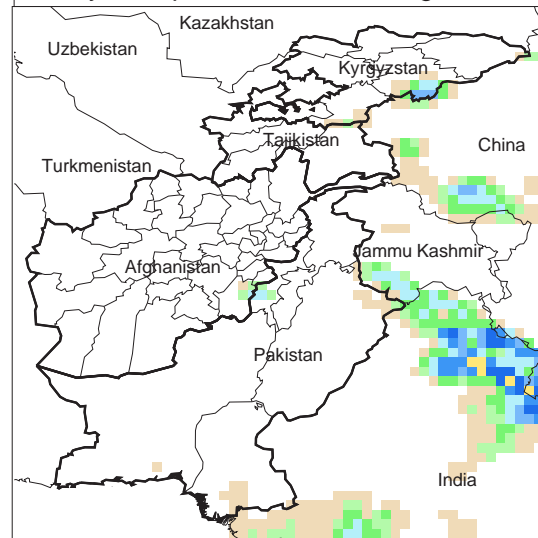 Kazakhstan
Uzbekistan
Kyrgyzstan
Tajikistan
China
Turkmenistan
Jammu Kashmir
Afghanistan
Pakistan
India